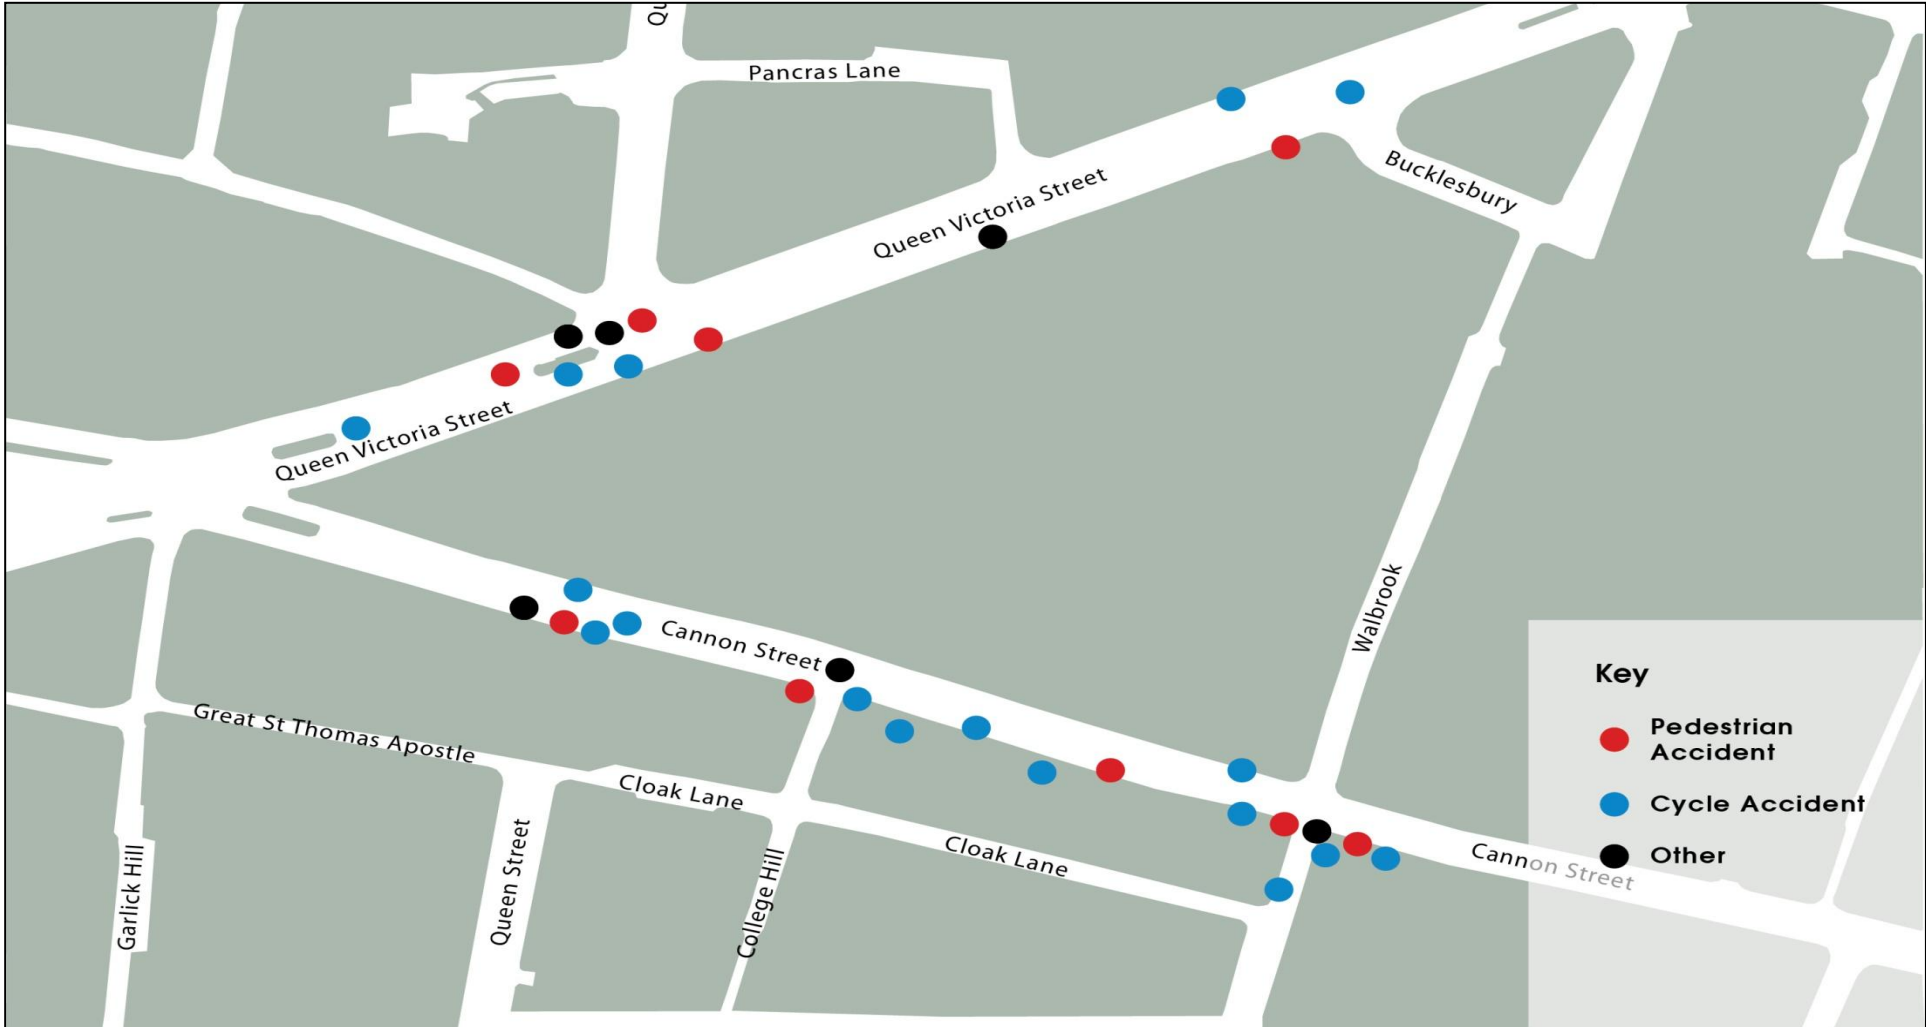 Qu
Pancras Lane
Bucklesbury
Queen Victoria Street
Queen Victoria Street
Cannon Street
Walbrook
Great St Thomas Apostle
Cloak Lane
Cloak Lane
Garlick Hill
Queen Street
College Hill
Cannon Street
Key
Pedestrian
Accident
Cycle Accident
Other